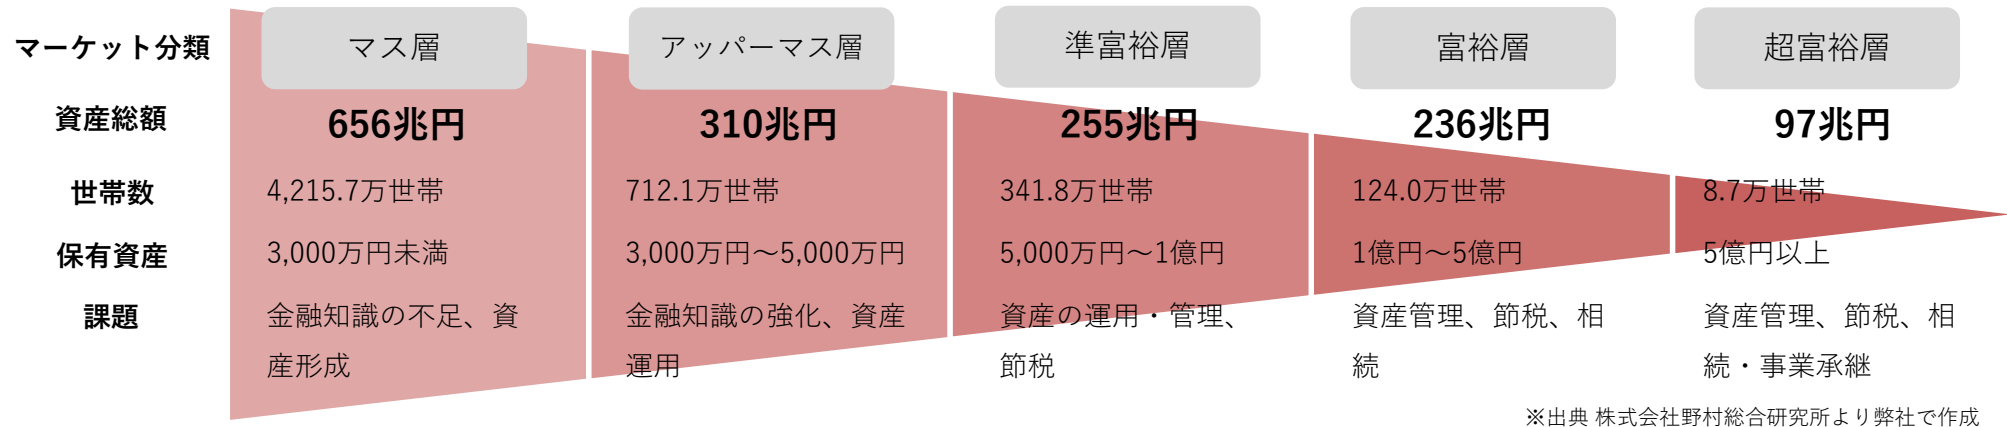 マーケット分類 マス層 アッパーマス層 準富裕層 富裕層 超富裕層
資産総額 656兆円 310兆円 255兆円 236兆円 97兆円
世帯数 4,215.7万世帯 712.1万世帯 341.8万世帯 124.0万世帯 8.7万世帯
保有資産 3,000万円未満 3,000万円～5,000万円 5,000万円～1億円 1億円～5億円 5億円以上
課題 金融知識の不足、資 金融知識の強化、資産 資産の運用・管理、 資産管理、節税、相 資産管理、節税、相
産形成 運用 節税 続 続・事業承継
※出典 株式会社野村総合研究所より弊社で作成